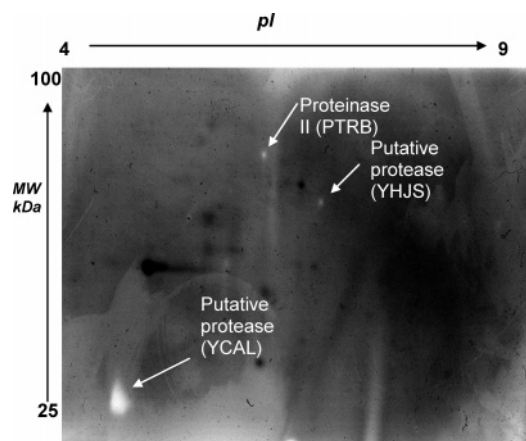 pI
4
9
100
MW
kDa
25
Proteinase
II (PTRB)
Putative
protease
(YHJS)
Putative
protease
(YCAL)